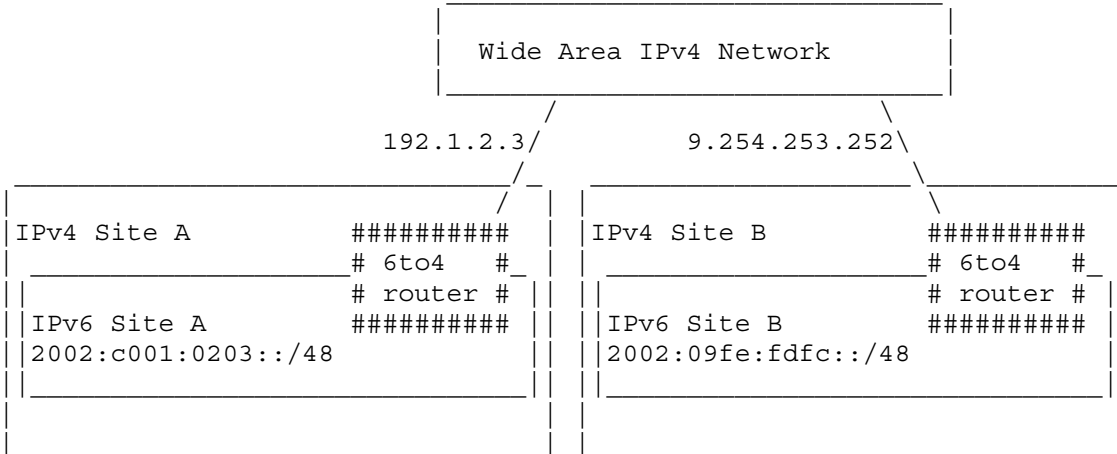 Wide Area IPv4 Network
192.1.2.3 9.254.253.252
IPv4 Site A ########## IPv4 Site B ##########
# 6to4 # # 6to4 #
# router # # router #
IPv6 Site A ########## IPv6 Site B ##########
2002:c001:0203::/48 2002:09fe:fdfc::/48